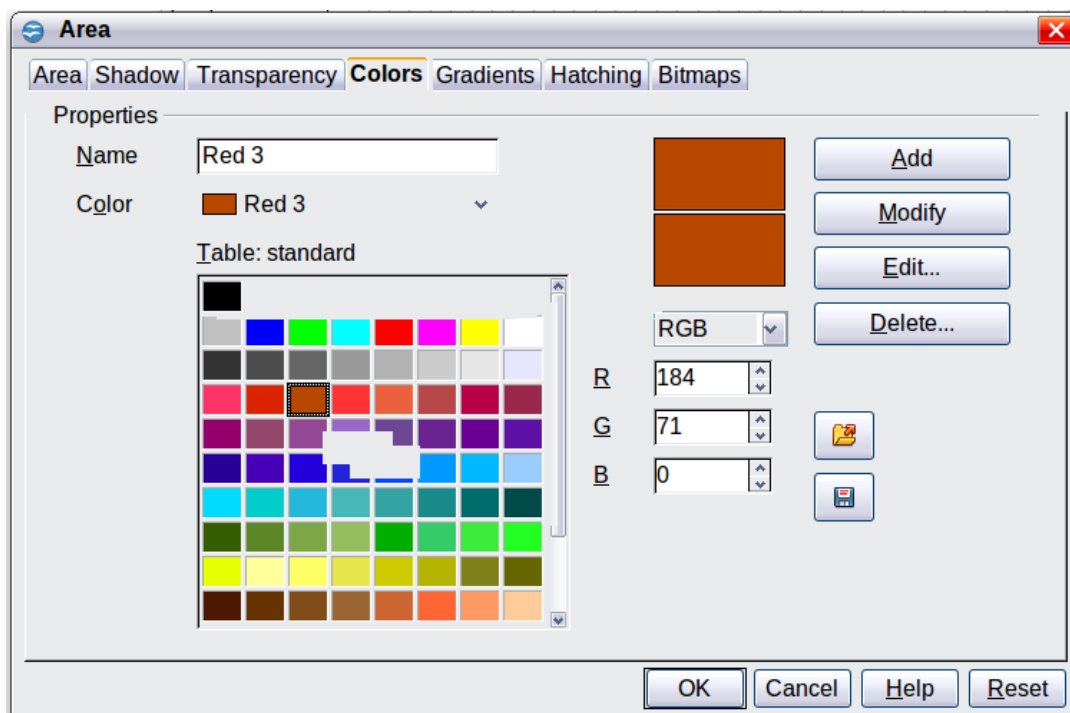 Area
Area Shadow Transparency Colors Gradients Hatching Bitmaps
Properties
Name Red 3 Add
Color Red 3 Modify
Table: standard Edit...
RGB Delete...
R 184
G 71
B 0
OK Cancel Help Reset